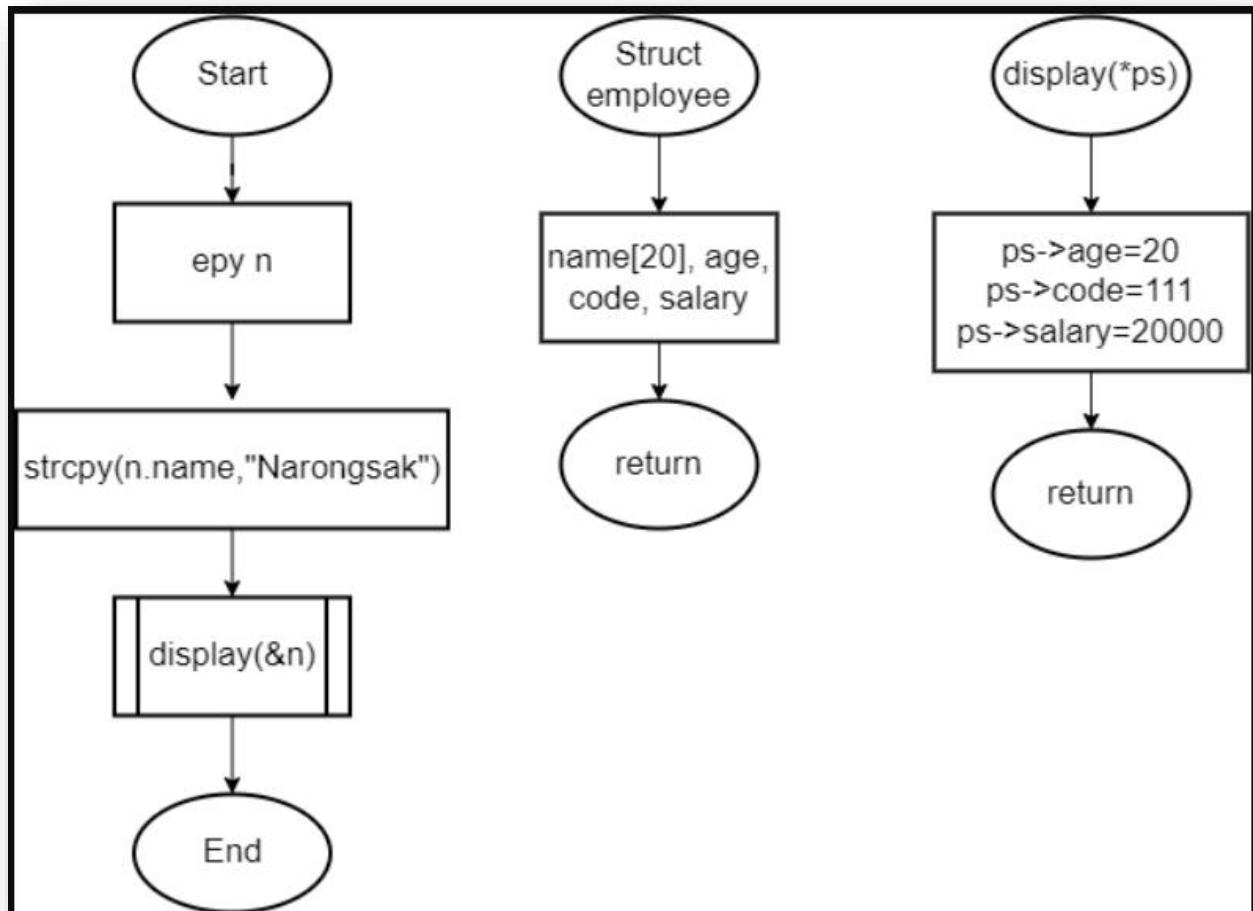 Start
epy n
strcpy(n.name,"Narongsak")
display(&n)
End
Struct
employee
name[20], age,
code, salary
return
display(*ps)
ps->age=20
ps->code=111
ps->salary=20000
return